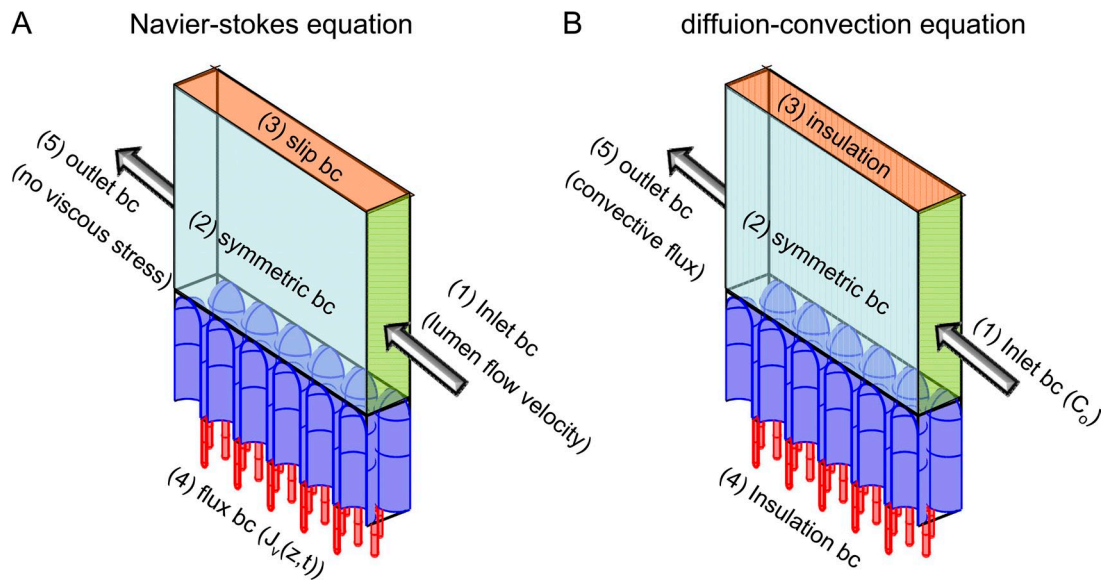 A
Navier-stokes equation
(3) slip bc
(5) outlet bc
(no viscous stress)
(2) symmetric bc
(1) Inlet bc
(lumen flow velocity)
(4) flux bc (Jv(z,t))
B
diffuion-convection equation
(3) insulation
(5) outlet bc
(convective flux)
(2) symmetric bc
(1) Inlet bc (Co)
(4) Insulation bc